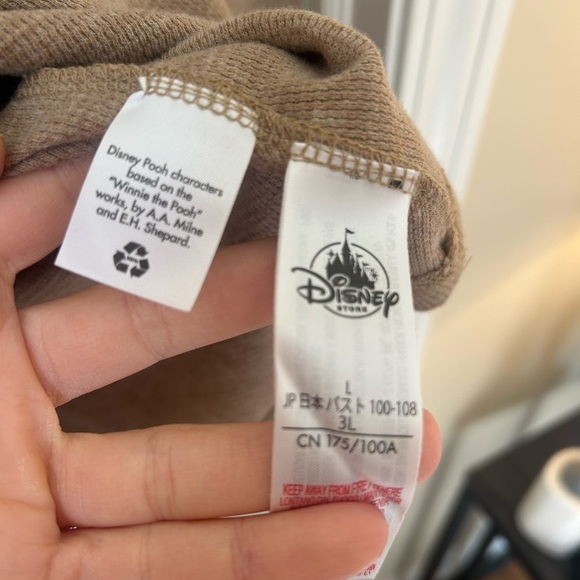 Disney Pooh characters
based on the
"Winnie the Pooh"
works, by A.A. Milne
and E.H. Shepard.
Disney
STORE
L
JP 日本 バスト 100-108
3L
CN 175/100A
KEEP AWAY FROM FIRE